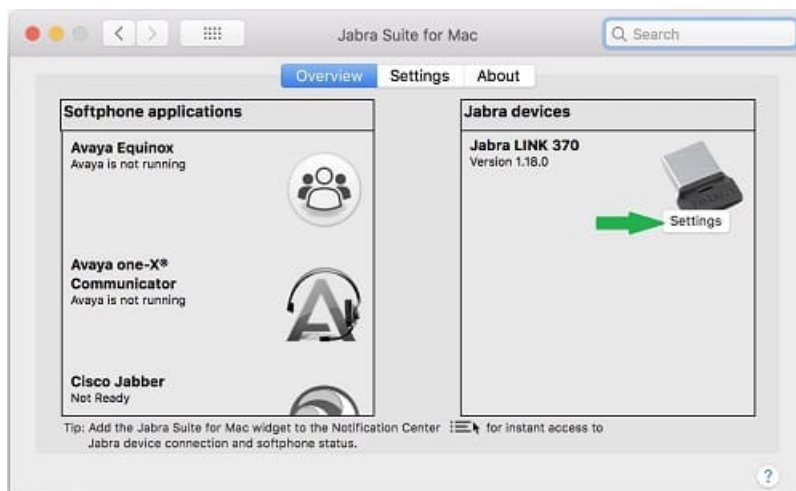 Jabra Suite for Mac
Search
Overview
Settings
About
Softphone applications
Avaya Equinox
Avaya is not running
Avaya one-X®
Communicator
Avaya is not running
Cisco Jabber
Not Ready
Jabra devices
Jabra LINK 370
Version 1.18.0
Settings
Tip: Add the Jabra Suite for Mac widget to the Notification Center for instant access to
Jabra device connection and softphone status.
?